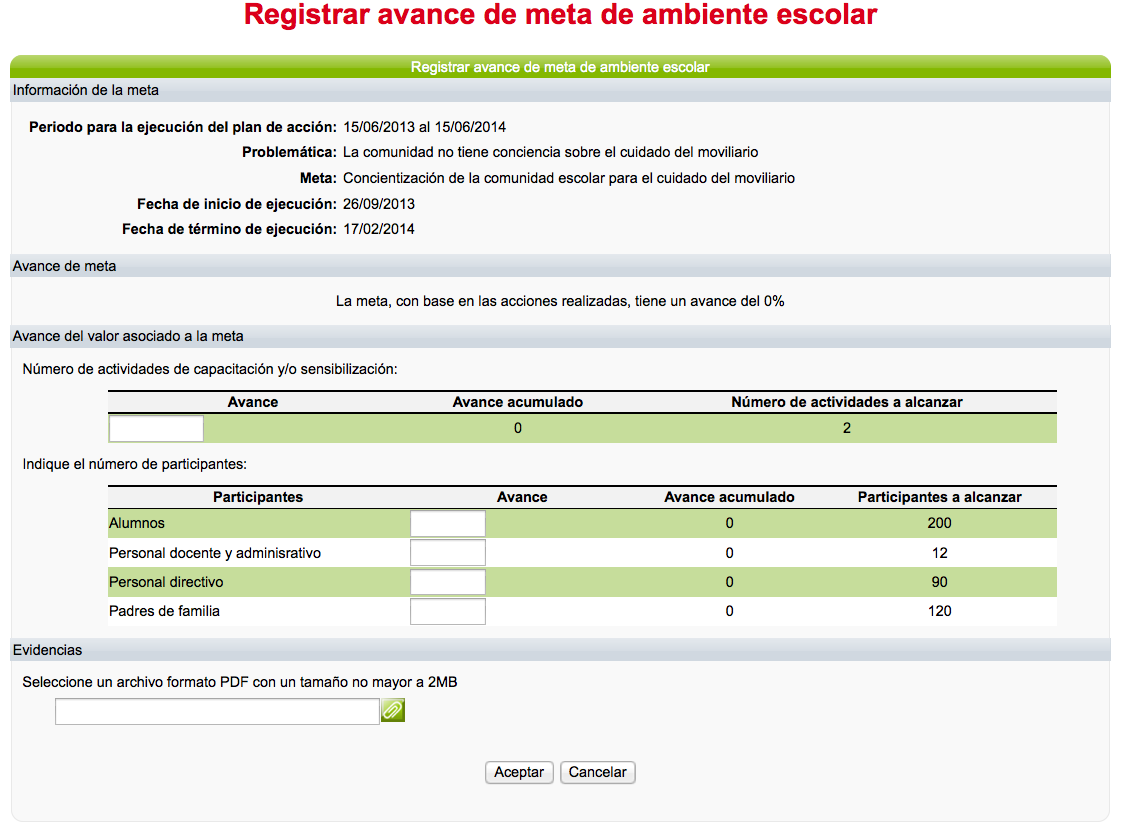 Registrar avance de meta de ambiente escolar
Registrar avance de meta de ambiente escolar
Información de la meta
Periodo para la ejecución del plan de acción: 15/06/2013 al 15/06/2014
Problemática: La comunidad no tiene conciencia sobre el cuidado del moviliario
Meta: Concientización de la comunidad escolar para el cuidado del moviliario
Fecha de inicio de ejecución: 26/09/2013
Fecha de término de ejecución: 17/02/2014
Avance de meta
La meta, con base en las acciones realizadas, tiene un avance del 0%
Avance del valor asociado a la meta
Número de actividades de capacitación y/o sensibilización:
Avance Avance acumulado Número de actividades a alcanzar
0 2
Indique el número de participantes:
Participantes Avance Avance acumulado Participantes a alcanzar
Alumnos 0 200
Personal docente y adminisrativo 0 12
Personal directivo 0 90
Padres de familia 0 120
Evidencias
Seleccione un archivo formato PDF con un tamaño no mayor a 2MB
Aceptar Cancelar